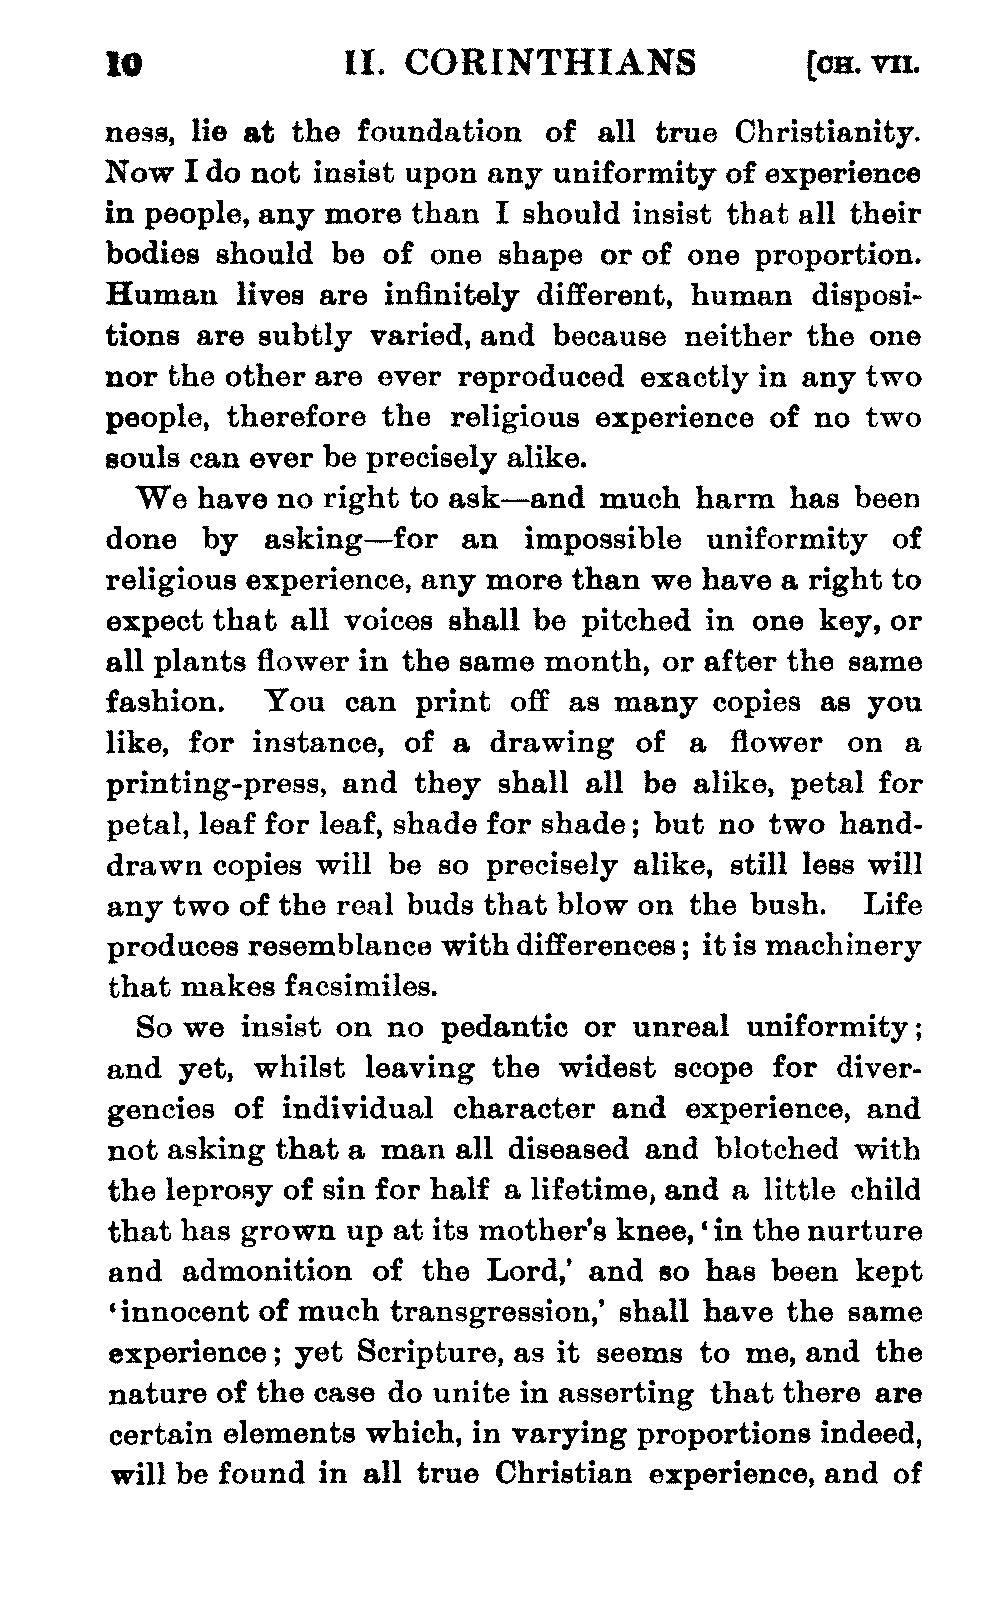 10 II. CORINTHIANS [CH. VII.
ness, lie at the foundation of all true Christianity.
Now I do not insist upon any uniformity of experience
in people, any more than I should insist that all their
bodies should be of one shape or of one proportion.
Human lives are infinitely different, human disposi-
tions are subtly varied, and because neither the one
nor the other are ever reproduced exactly in any two
people, therefore the religious experience of no two
souls can ever be precisely alike.
We have no right to ask—and much harm has been
done by asking—for an impossible uniformity of
religious experience, any more than we have a right to
expect that all voices shall be pitched in one key, or
all plants flower in the same month, or after the same
fashion. You can print off as many copies as you
like, for instance, of a drawing of a flower on a
printing-press, and they shall all be alike, petal for
petal, leaf for leaf, shade for shade; but no two hand-
drawn copies will be so precisely alike, still less will
any two of the real buds that blow on the bush. Life
produces resemblance with differences; it is machinery
that makes facsimiles.
So we insist on no pedantic or unreal uniformity;
and yet, whilst leaving the widest scope for diver-
gencies of individual character and experience, and
not asking that a man all diseased and blotched with
the leprosy of sin for half a lifetime, and a little child
that has grown up at its mother's knee, 'in the nurture
and admonition of the Lord,' and so has been kept
'innocent of much transgression,' shall have the same
experience; yet Scripture, as it seems to me, and the
nature of the case do unite in asserting that there are
certain elements which, in varying proportions indeed,
will be found in all true Christian experience, and of